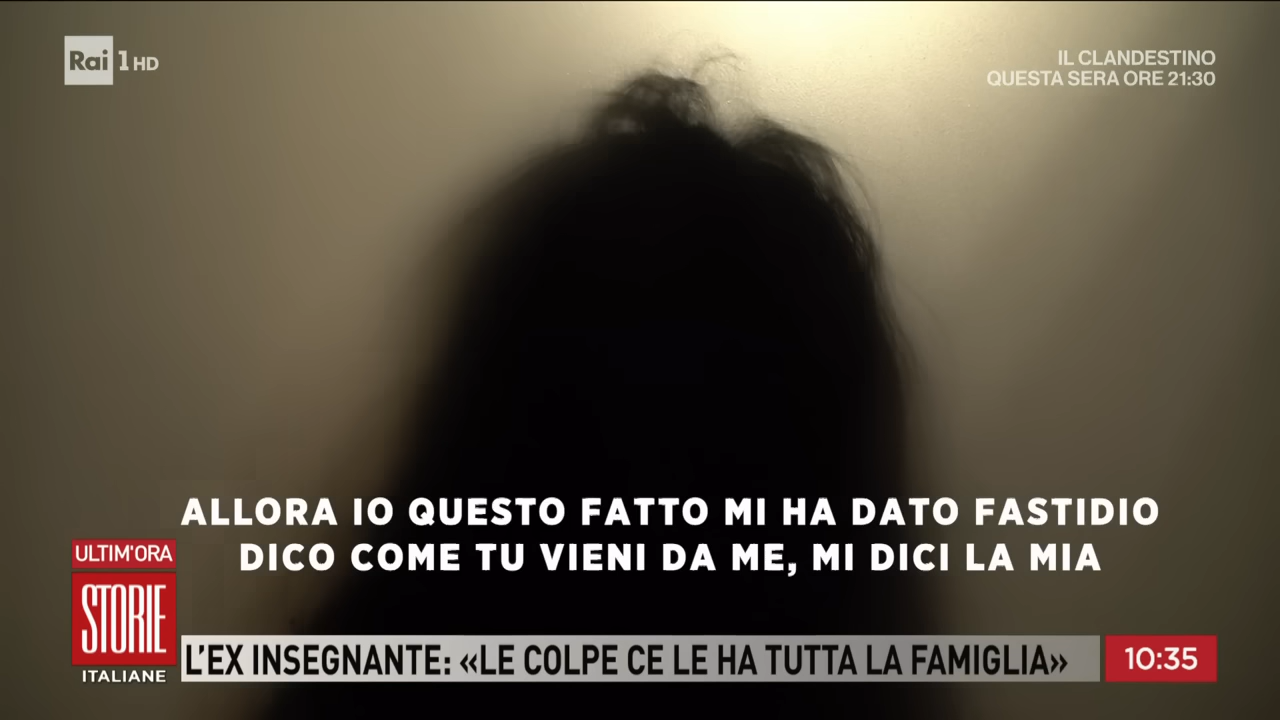 Rai 1 HD
IL CLANDESTINO
QUESTA SERA ORE 21:30
ALLORA IO QUESTO FATTO MI HA DATO FASTIDIO
DICO COME TU VIENI DA ME, MI DICI LA MIA
ULTIM'ORA
STORIE
ITALIANE
L'EX INSEGNANTE: «LE COLPE CE LE HA TUTTA LA FAMIGLIA»
10:35